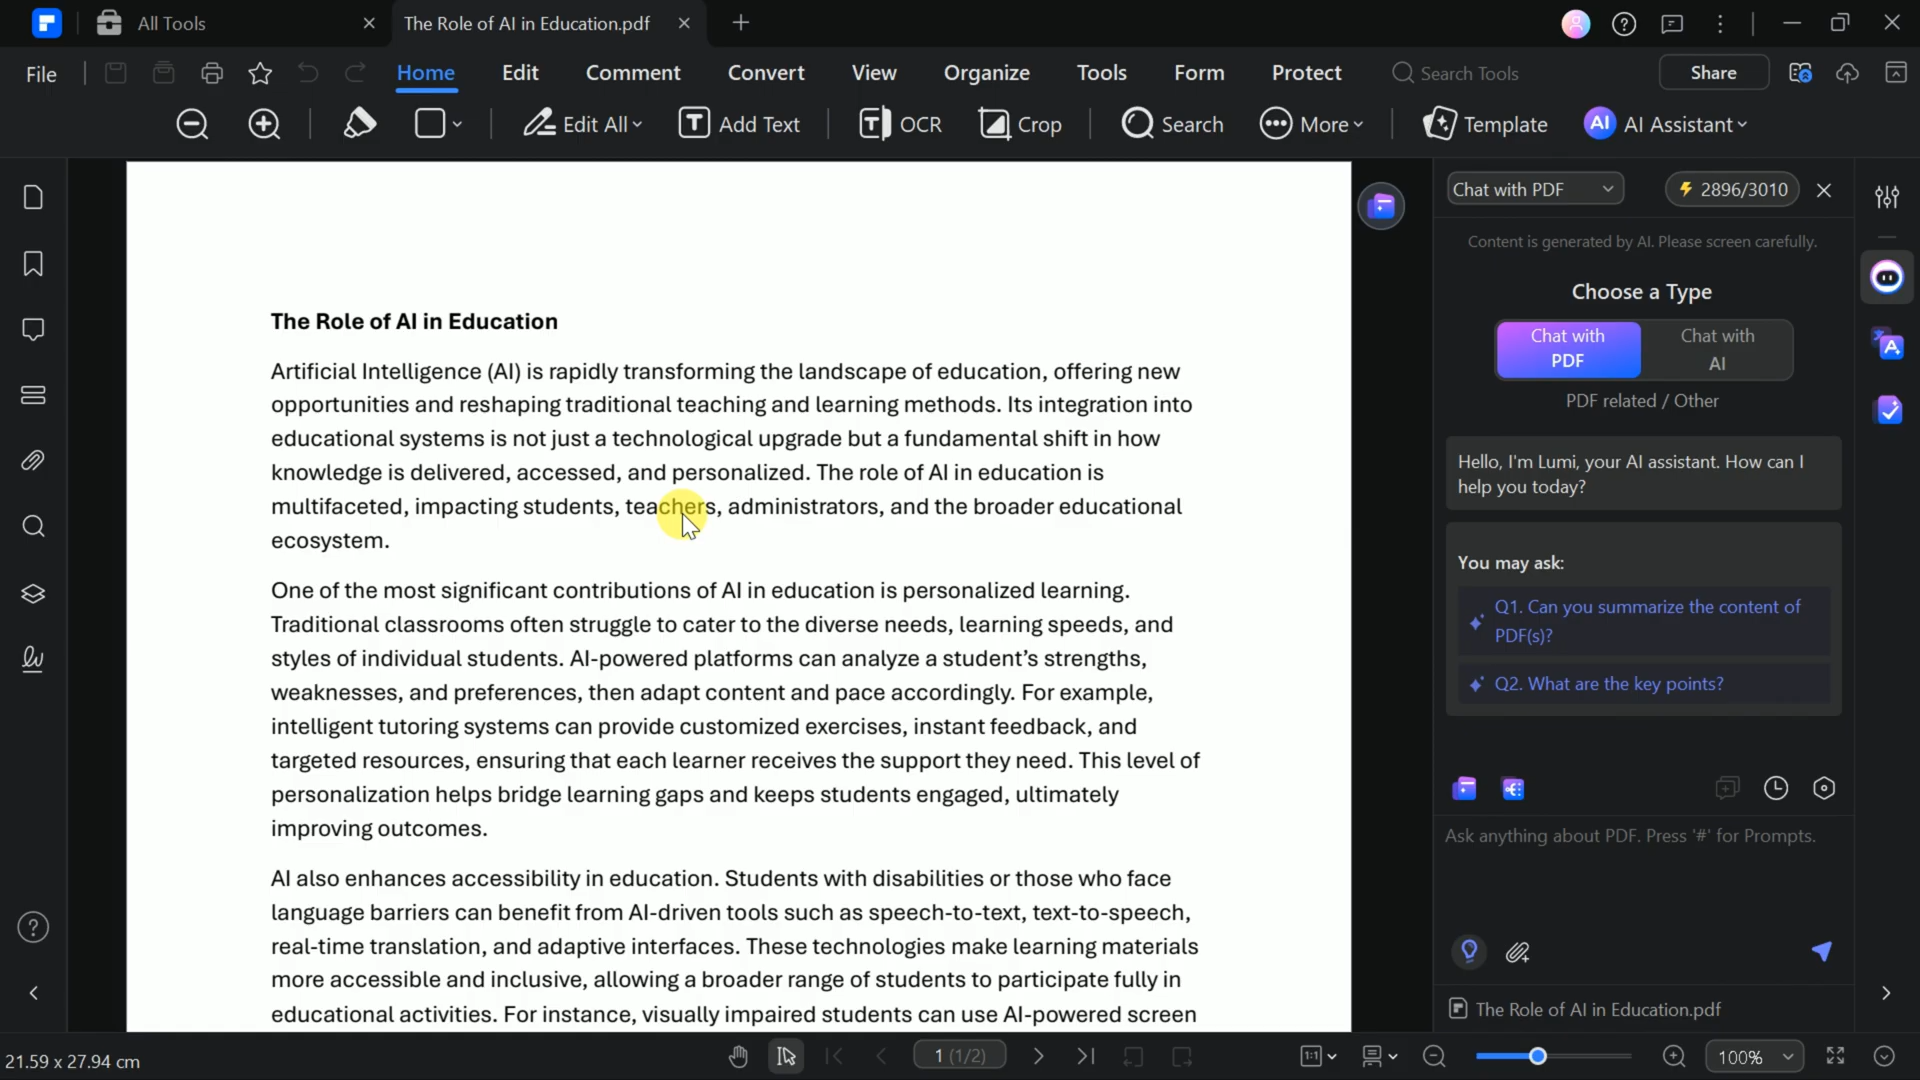 All Tools
The Role of AI in Education.pdf
File
Home
Edit
Comment
Convert
View
Organize
Tools
Form
Protect
Search Tools
Share
Edit All
Add Text
OCR
Crop
Search
More
Template
AI
AI Assistant
The Role of AI in Education
Artificial Intelligence (AI) is rapidly transforming the landscape of education, offering new
opportunities and reshaping traditional teaching and learning methods. Its integration into
educational systems is not just a technological upgrade but a fundamental shift in how
knowledge is delivered, accessed, and personalized. The role of AI in education is
multifaceted, impacting students, teachers, administrators, and the broader educational
ecosystem.
One of the most significant contributions of AI in education is personalized learning.
Traditional classrooms often struggle to cater to the diverse needs, learning speeds, and
styles of individual students. AI-powered platforms can analyze a student’s strengths,
weaknesses, and preferences, then adapt content and pace accordingly. For example,
intelligent tutoring systems can provide customized exercises, instant feedback, and
targeted resources, ensuring that each learner receives the support they need. This level of
personalization helps bridge learning gaps and keeps students engaged, ultimately
improving outcomes.
AI also enhances accessibility in education. Students with disabilities or those who face
language barriers can benefit from AI-driven tools such as speech-to-text, text-to-speech,
real-time translation, and adaptive interfaces. These technologies make learning materials
more accessible and inclusive, allowing a broader range of students to participate fully in
educational activities. For instance, visually impaired students can use AI-powered screen
Chat with PDF
2896/3010
Content is generated by AI. Please screen carefully.
Choose a Type
Chat with
PDF
Chat with
AI
PDF related / Other
Hello, I'm Lumi, your AI assistant. How can I
help you today?
You may ask:
Q1. Can you summarize the content of
PDF(s)?
Q2. What are the key points?
Ask anything about PDF. Press '#' for Prompts.
The Role of AI in Education.pdf
21.59 x 27.94 cm
1 (1/2)
1:1
100%